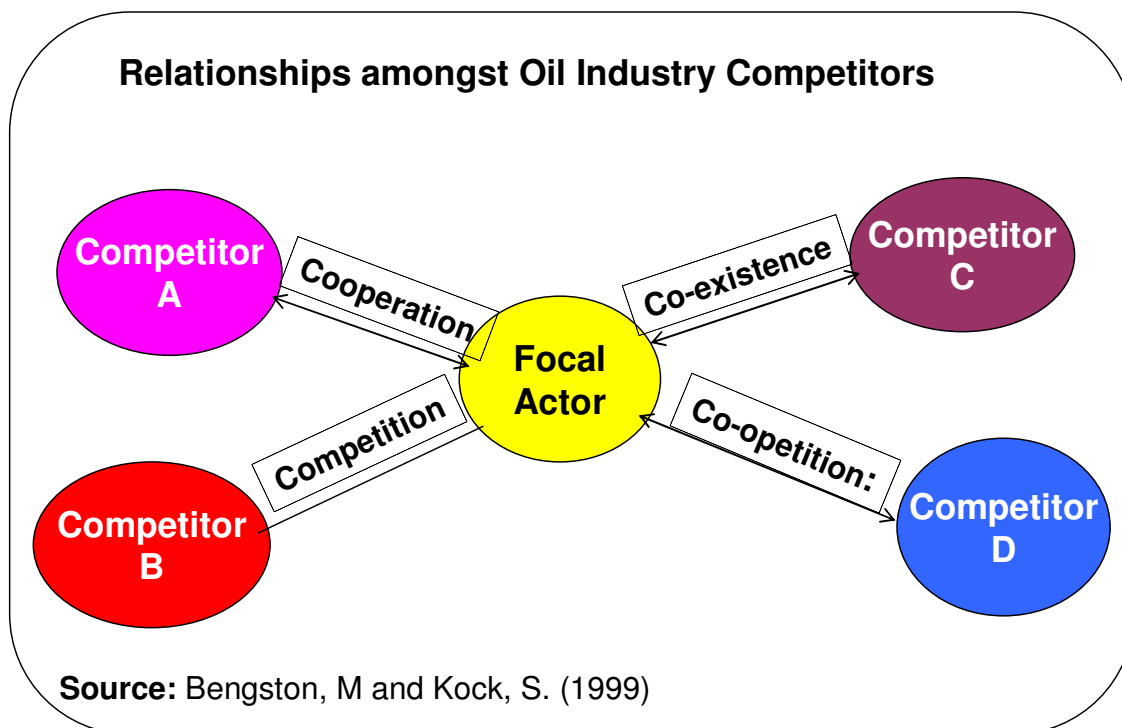 Relationships amongst Oil Industry Competitors
Competitor
A
Cooperation
Co-existence
Competitor
C
Focal
Actor
Competitor
B
Competition
Co-opetition:
Competitor
D
Source: Bengston, M and Kock, S. (1999)